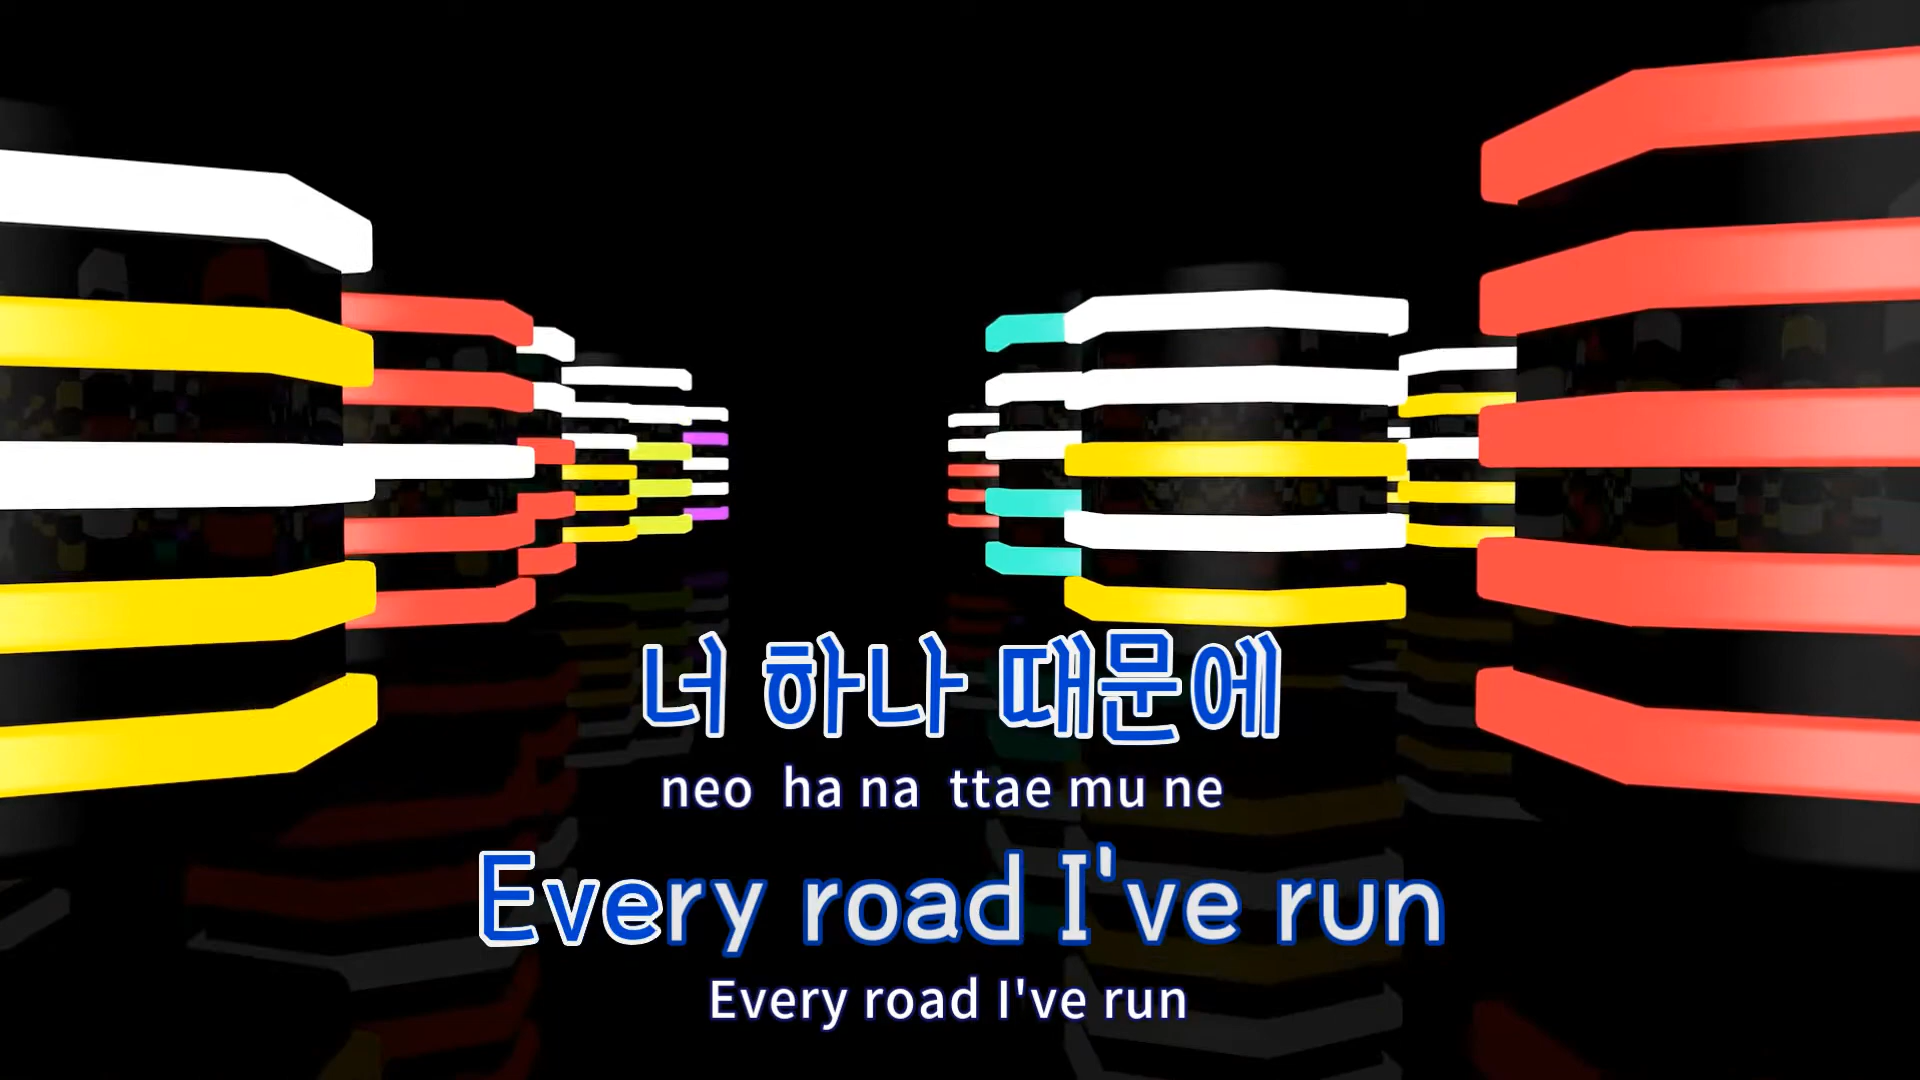 너 하나 때문에
neo ha na ttae mu ne
Every road I've run
Every road I've run